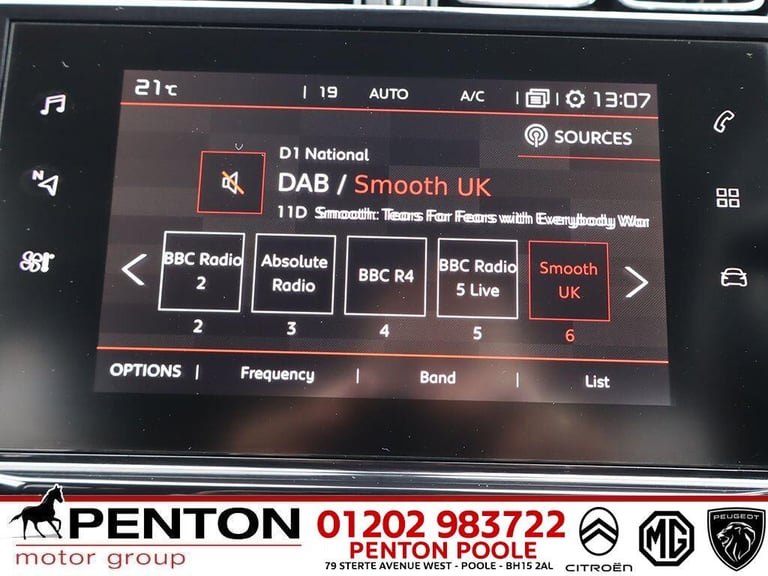 21°c | 19 AUTO A/C | | 13:07
SOURCES
D1 National
DAB / Smooth UK
11D Smooth: Tears For Fears with Everybody Wan
BBC Radio 2
Absolute Radio
BBC R4
BBC Radio 5 Live
Smooth UK
2 3 4 5 6
OPTIONS | Frequency | Band | List
N
PENTON
motor group
01202 983722
PENTON POOLE
79 STERTE AVENUE WEST - POOLE - BH15 2AL
CITROËN
MG
PEUGEOT